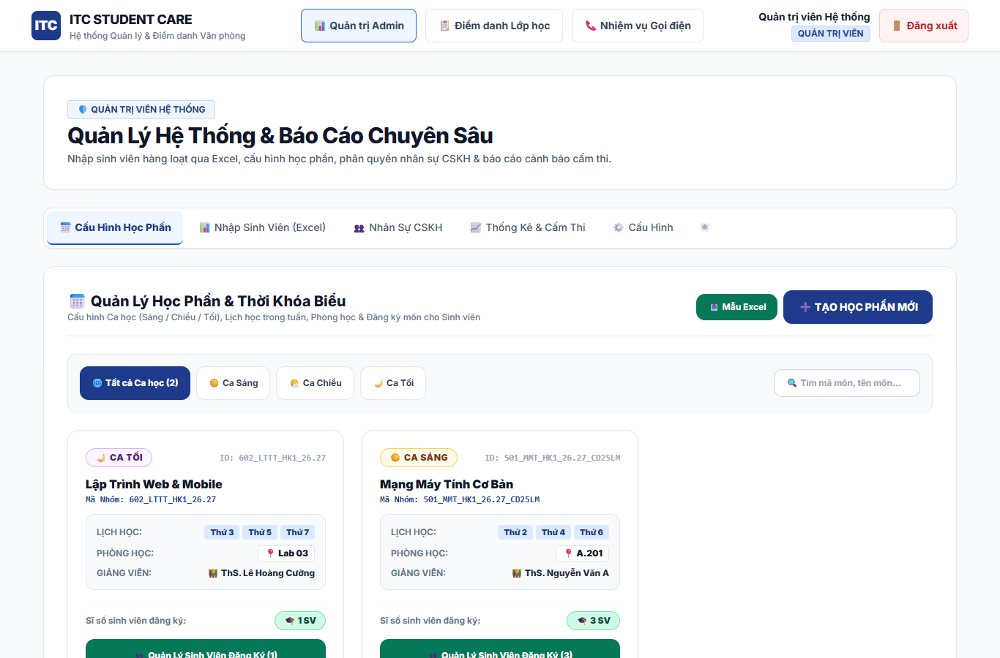 ITC
ITC STUDENT CARE
Hệ thống Quản lý & Điểm danh Văn phòng
Quản trị Admin
Điểm danh Lớp học
Nhiệm vụ Gọi điện
Quản trị viên Hệ thống
QUẢN TRỊ VIÊN
Đăng xuất
QUẢN TRỊ VIÊN HỆ THỐNG
Quản Lý Hệ Thống & Báo Cáo Chuyên Sâu
Nhập sinh viên hàng loạt qua Excel, cấu hình học phần, phân quyền nhân sự CSKH & báo cáo cảnh báo cấm thi.
Cấu Hình Học Phần
Nhập Sinh Viên (Excel)
Nhân Sự CSKH
Thống Kê & Cấm Thi
Cấu Hình
Quản Lý Học Phần & Thời Khóa Biểu
Cấu hình Ca học (Sáng / Chiều / Tối), Lịch học trong tuần, Phòng học & Đăng ký môn cho Sinh viên
Mẫu Excel
TẠO HỌC PHẦN MỚI
Tất cả Ca học (2)
Ca Sáng
Ca Chiều
Ca Tối
Tìm mã môn, tên môn...
CA TỐI
ID: 602_LTTT_HK1_26.27
Lập Trình Web & Mobile
Mã Nhóm: 602_LTTT_HK1_26.27
LỊCH HỌC:
Thứ 3
Thứ 5
Thứ 7
PHÒNG HỌC:
Lab 03
GIẢNG VIÊN:
ThS. Lê Hoàng Cường
Sĩ số sinh viên đăng ký:
1 SV
Quản Lý Sinh Viên Đăng Ký (1)
CA SÁNG
ID: 501_MMT_HK1_26.27_CD25LM
Mạng Máy Tính Cơ Bản
Mã Nhóm: 501_MMT_HK1_26.27_CD25LM
LỊCH HỌC:
Thứ 2
Thứ 4
Thứ 6
PHÒNG HỌC:
A.201
GIẢNG VIÊN:
ThS. Nguyễn Văn A
Sĩ số sinh viên đăng ký:
3 SV
Quản Lý Sinh Viên Đăng Ký (3)